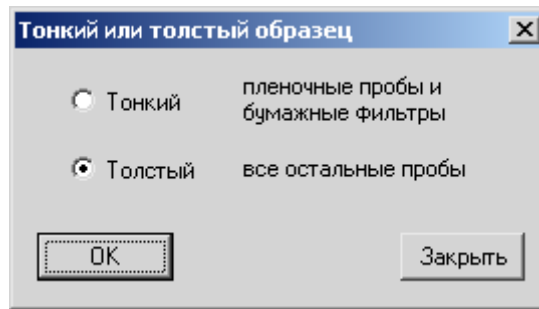 Тонкий или толстый образец
Тонкий
пленочные пробы и
бумажные фильтры
Толстый
все остальные пробы
OK
Закрыть